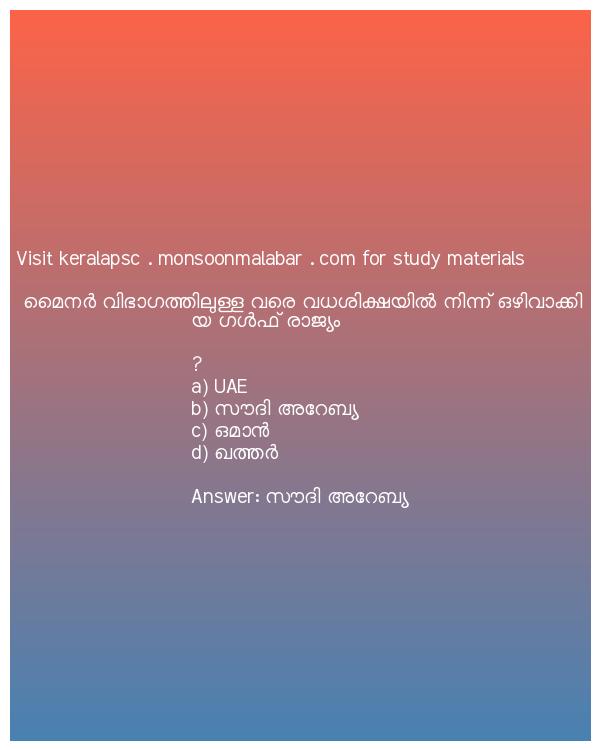 Visit keralapsc . monsoonmalabar . com for study materials
മൈനർ വിഭാഗത്തിലുള്ള വരെ വധശിക്ഷയിൽ നിന്ന് ഒഴിവാക്കി
യ ഗൾഫ് രാജ്യം
?
a) UAE
b) സൗദി അറേബ്യ
c) ഒമാൻ
d) ഖത്തർ
Answer: സൗദി അറേബ്യ